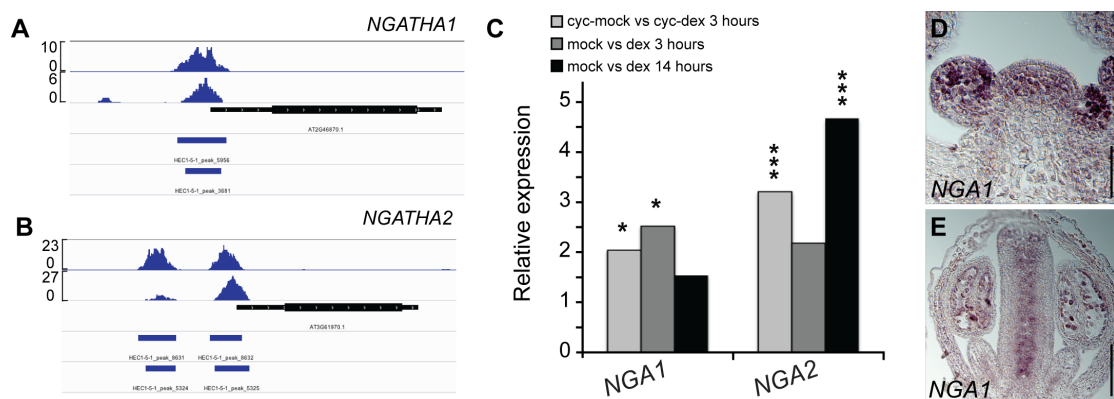 A
NGATHA1
10
0
6
0
AT2G46870.1
HEC1-5-1_peak_5956
HEC1-5-1_peak_3681
B
NGATHA2
23
0
27
0
AT3G61970.1
HEC1-5-1_peak_8631 HEC1-5-1_peak_8632
HEC1-5-1_peak_5324 HEC1-5-1_peak_5325
C
cyc-mock vs cyc-dex 3 hours
mock vs dex 3 hours
mock vs dex 14 hours
Relative expression
5
4
3
2
1
0
* * *** ***
NGA1 NGA2
D
NGA1
E
NGA1